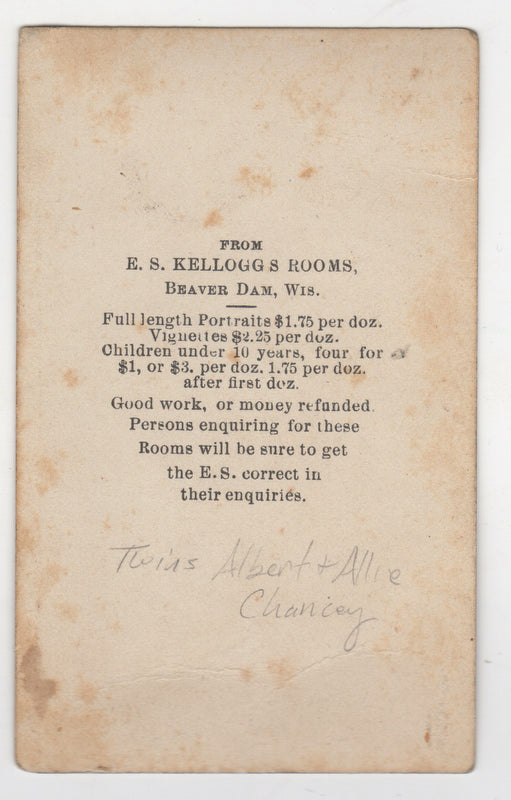 FROM
E. S. KELLOGG S ROOMS,
BEAVER DAM, WIS.
Full length Portraits $1.75 per doz.
Vignettes $2.25 per doz.
Children under 10 years, four for
$1, or $3. per doz. 1.75 per doz.
after first doz.
Good work, or money refunded.
Persons enquiring for these
Rooms will be sure to get
the E.S. correct in
their enquiries.
Twins Albert + Allie
Chancey